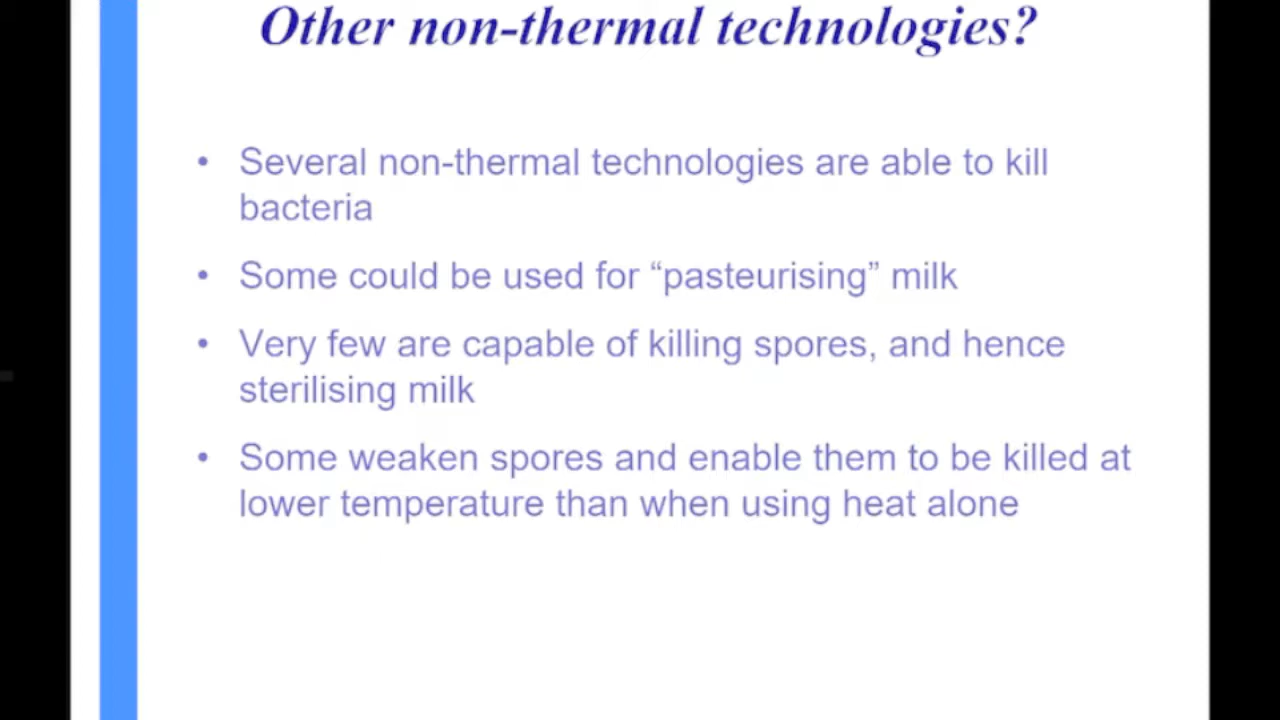 Other non-thermal technologies?
• Several non-thermal technologies are able to kill
bacteria
• Some could be used for “pasteurising” milk
• Very few are capable of killing spores, and hence
sterilising milk
• Some weaken spores and enable them to be killed at
lower temperature than when using heat alone